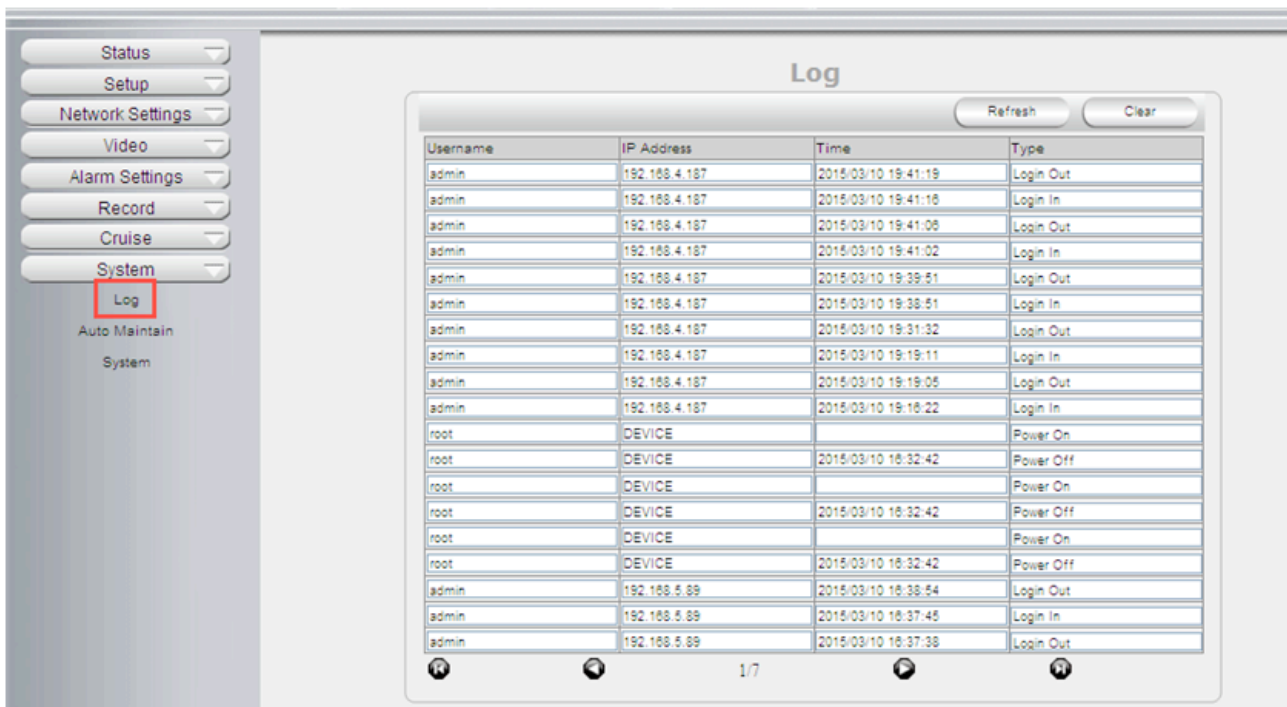 Status
Setup
Network Settings
Video
Alarm Settings
Record
Cruise
System
Log
Auto Maintain
System
Log
Refresh Clear
Username IP Address Time Type
admin 192.168.4.187 2015/03/10 19:41:19 Login Out
admin 192.168.4.187 2015/03/10 19:41:16 Login In
admin 192.168.4.187 2015/03/10 19:41:06 Login Out
admin 192.168.4.187 2015/03/10 19:41:02 Login In
admin 192.168.4.187 2015/03/10 19:39:51 Login Out
admin 192.168.4.187 2015/03/10 19:38:51 Login In
admin 192.168.4.187 2015/03/10 19:31:32 Login Out
admin 192.168.4.187 2015/03/10 19:19:11 Login In
admin 192.168.4.187 2015/03/10 19:19:05 Login Out
admin 192.168.4.187 2015/03/10 19:16:22 Login In
root DEVICE Power On
root DEVICE 2015/03/10 16:32:42 Power Off
root DEVICE Power On
root DEVICE 2015/03/10 16:32:42 Power Off
root DEVICE Power On
root DEVICE 2015/03/10 16:32:42 Power Off
admin 192.168.5.89 2015/03/10 16:38:54 Login Out
admin 192.168.5.89 2015/03/10 16:37:45 Login In
admin 192.168.5.89 2015/03/10 16:37:38 Login Out
1/7